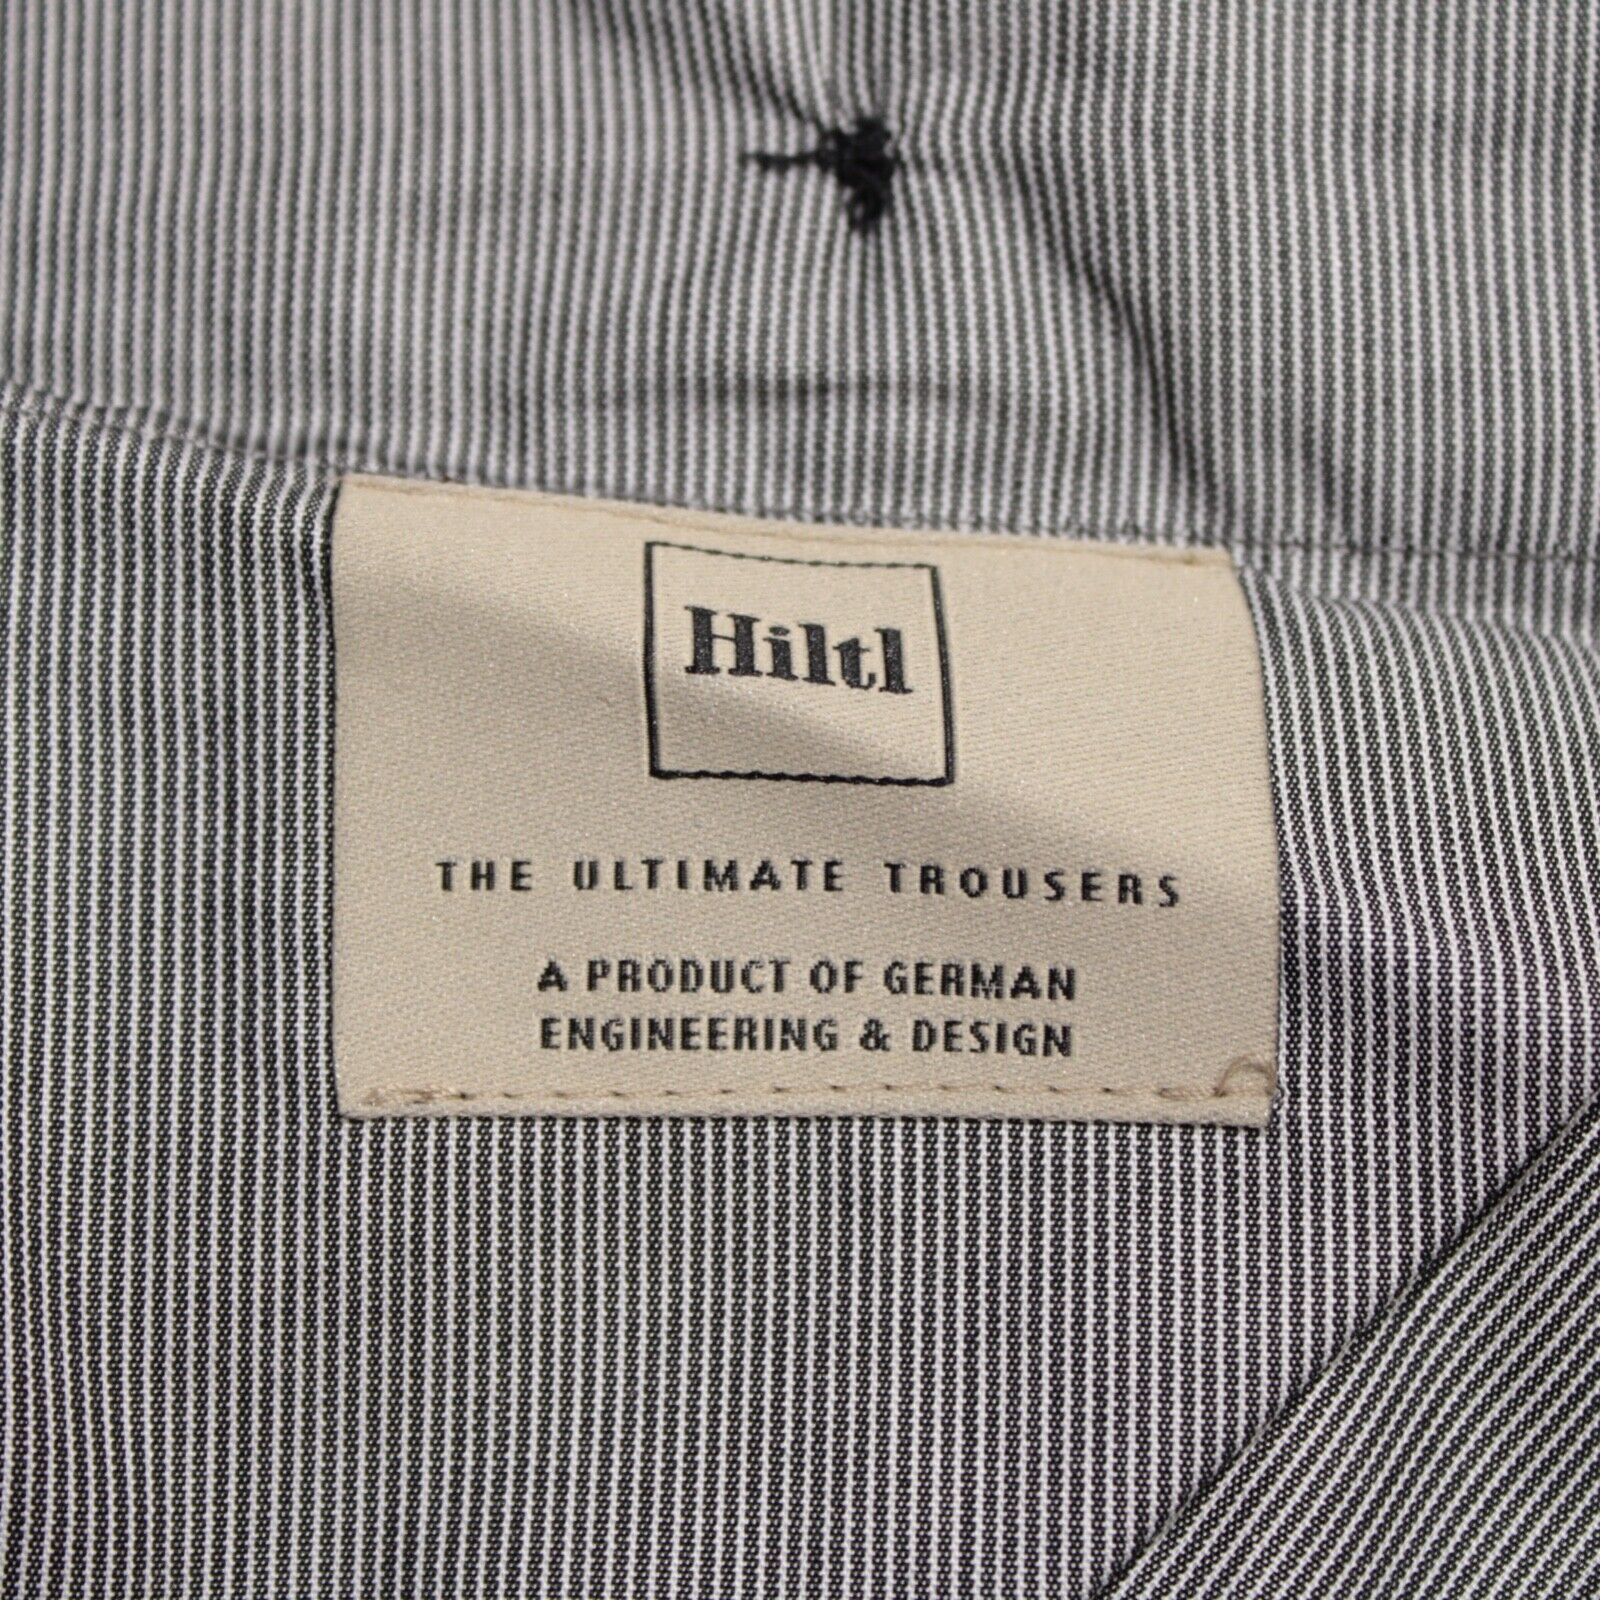 Hiltl
THE ULTIMATE TROUSERS
A PRODUCT OF GERMAN
ENGINEERING & DESIGN